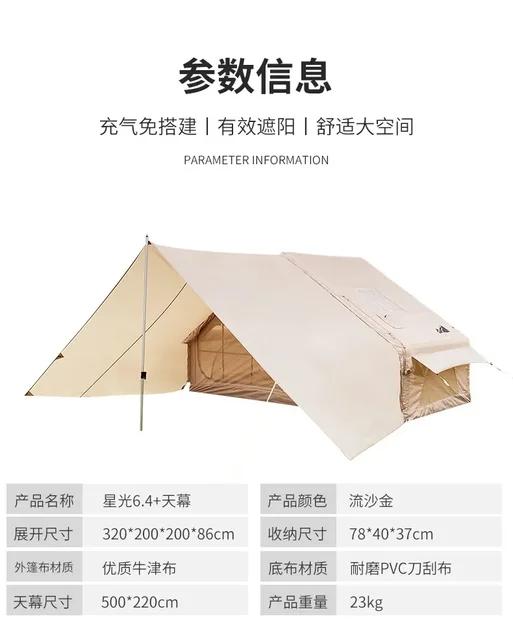 参数信息
充气免搭建丨有效遮阳丨舒适大空间
PARAMETER INFORMATION
产品名称 星光6.4+天幕 产品颜色 流沙金
展开尺寸 320*200*200*86cm 收纳尺寸 78*40*37cm
外篷布材质 优质牛津布 底布材质 耐磨PVC刀刮布
天幕尺寸 500*220cm 产品重量 23kg